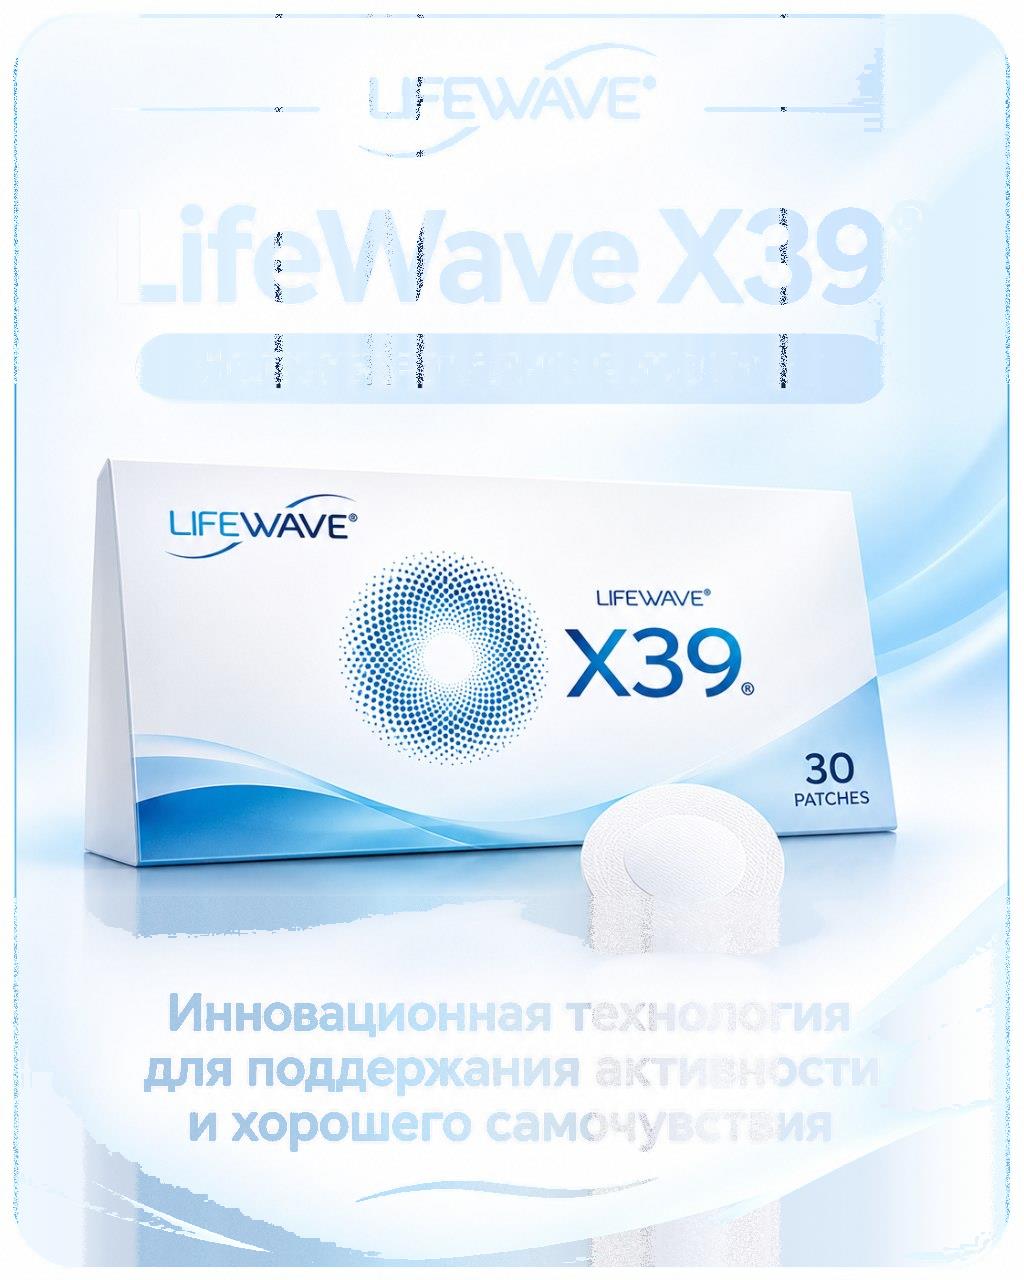 LIFEWAVE
LifeWave X39®
LIFEWAVE®
LIFEWAVE®
X39®
30
PATCHES
Инновационная технология
для поддержания активности
и хорошего самочувствия